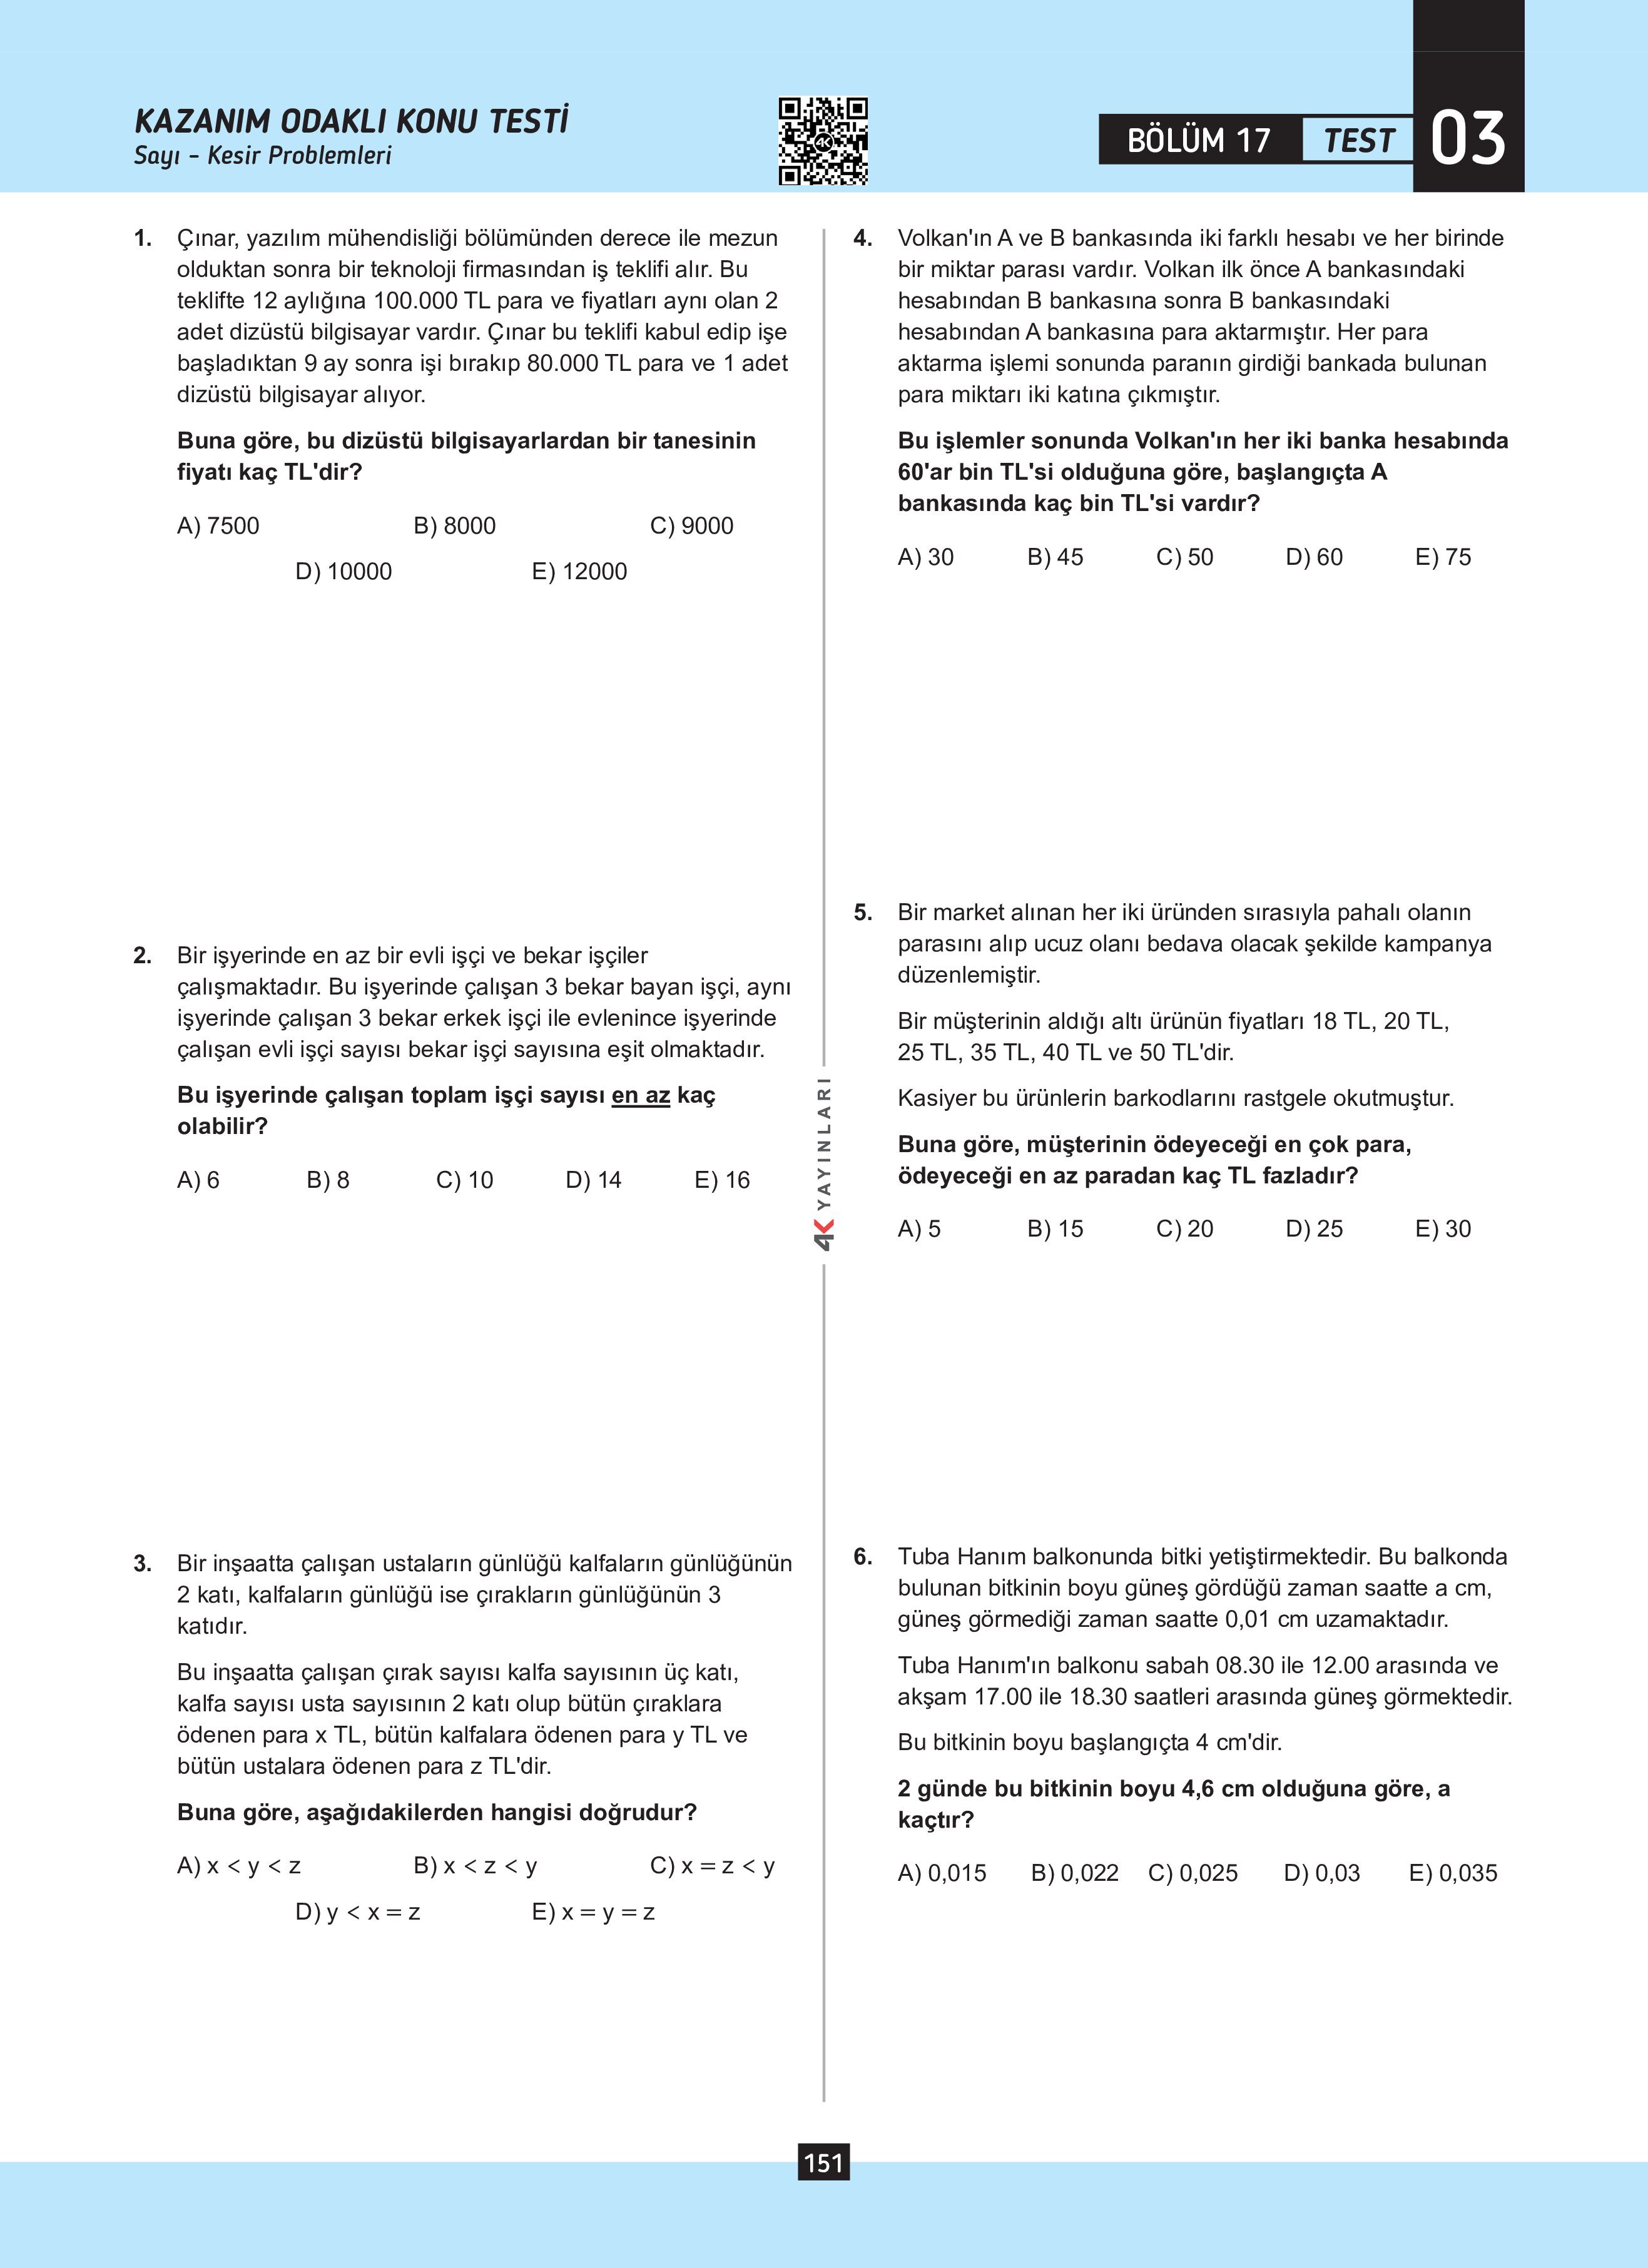 KAZANIM ODAKLI KONU TESTİ
Sayı - Kesir Problemleri
4K
BÖLÜM 17
TEST
03
1. Çınar, yazılım mühendisliği bölümünden derece ile mezun
olduktan sonra bir teknoloji firmasından iş teklifi alır. Bu
teklifte 12 aylığına 100.000 TL para ve fiyatları aynı olan 2
adet dizüstü bilgisayar vardır. Çınar bu teklifi kabul edip işe
başladıktan 9 ay sonra işi bırakıp 80.000 TL para ve 1 adet
dizüstü bilgisayar alıyor.
Buna göre, bu dizüstü bilgisayarlardan bir tanesinin
fiyatı kaç TL'dir?
A) 7500 B) 8000 C) 9000
D) 10000 E) 12000
2. Bir işyerinde en az bir evli işçi ve bekar işçiler
çalışmaktadır. Bu işyerinde çalışan 3 bekar bayan işçi, aynı
işyerinde çalışan 3 bekar erkek işçi ile evlenince işyerinde
çalışan evli işçi sayısı bekar işçi sayısına eşit olmaktadır.
Bu işyerinde çalışan toplam işçi sayısı en az kaç
olabilir?
A) 6 B) 8 C) 10 D) 14 E) 16
3. Bir inşaatta çalışan ustaların günlüğü kalfaların günlüğünün
2 katı, kalfaların günlüğü ise çırakların günlüğünün 3
katıdır.
Bu inşaatta çalışan çırak sayısı kalfa sayısının üç katı,
kalfa sayısı usta sayısının 2 katı olup bütün çıraklara
ödenen para x TL, bütün kalfalara ödenen para y TL ve
bütün ustalara ödenen para z TL'dir.
Buna göre, aşağıdakilerden hangisi doğrudur?
A) x < y < z B) x < z < y C) x = z < y
D) y < x = z E) x = y = z
4K YAYINLARI
4. Volkan'ın A ve B bankasında iki farklı hesabı ve her birinde
bir miktar parası vardır. Volkan ilk önce A bankasındaki
hesabından B bankasına sonra B bankasındaki
hesabından A bankasına para aktarmıştır. Her para
aktarma işlemi sonunda paranın girdiği bankada bulunan
para miktarı iki katına çıkmıştır.
Bu işlemler sonunda Volkan'ın her iki banka hesabında
60'ar bin TL'si olduğuna göre, başlangıçta A
bankasında kaç bin TL'si vardır?
A) 30 B) 45 C) 50 D) 60 E) 75
5. Bir market alınan her iki üründen sırasıyla pahalı olanın
parasını alıp ucuz olanı bedava olacak şekilde kampanya
düzenlemiştir.
Bir müşterinin aldığı altı ürünün fiyatları 18 TL, 20 TL,
25 TL, 35 TL, 40 TL ve 50 TL'dir.
Kasiyer bu ürünlerin barkodlarını rastgele okutmuştur.
Buna göre, müşterinin ödeyeceği en çok para,
ödeyeceği en az paradan kaç TL fazladır?
A) 5 B) 15 C) 20 D) 25 E) 30
6. Tuba Hanım balkonunda bitki yetiştirmektedir. Bu balkonda
bulunan bitkinin boyu güneş gördüğü zaman saatte a cm,
güneş görmediği zaman saatte 0,01 cm uzamaktadır.
Tuba Hanım'ın balkonu sabah 08.30 ile 12.00 arasında ve
akşam 17.00 ile 18.30 saatleri arasında güneş görmektedir.
Bu bitkinin boyu başlangıçta 4 cm'dir.
2 günde bu bitkinin boyu 4,6 cm olduğuna göre, a
kaçtır?
A) 0,015 B) 0,022 C) 0,025 D) 0,03 E) 0,035
151